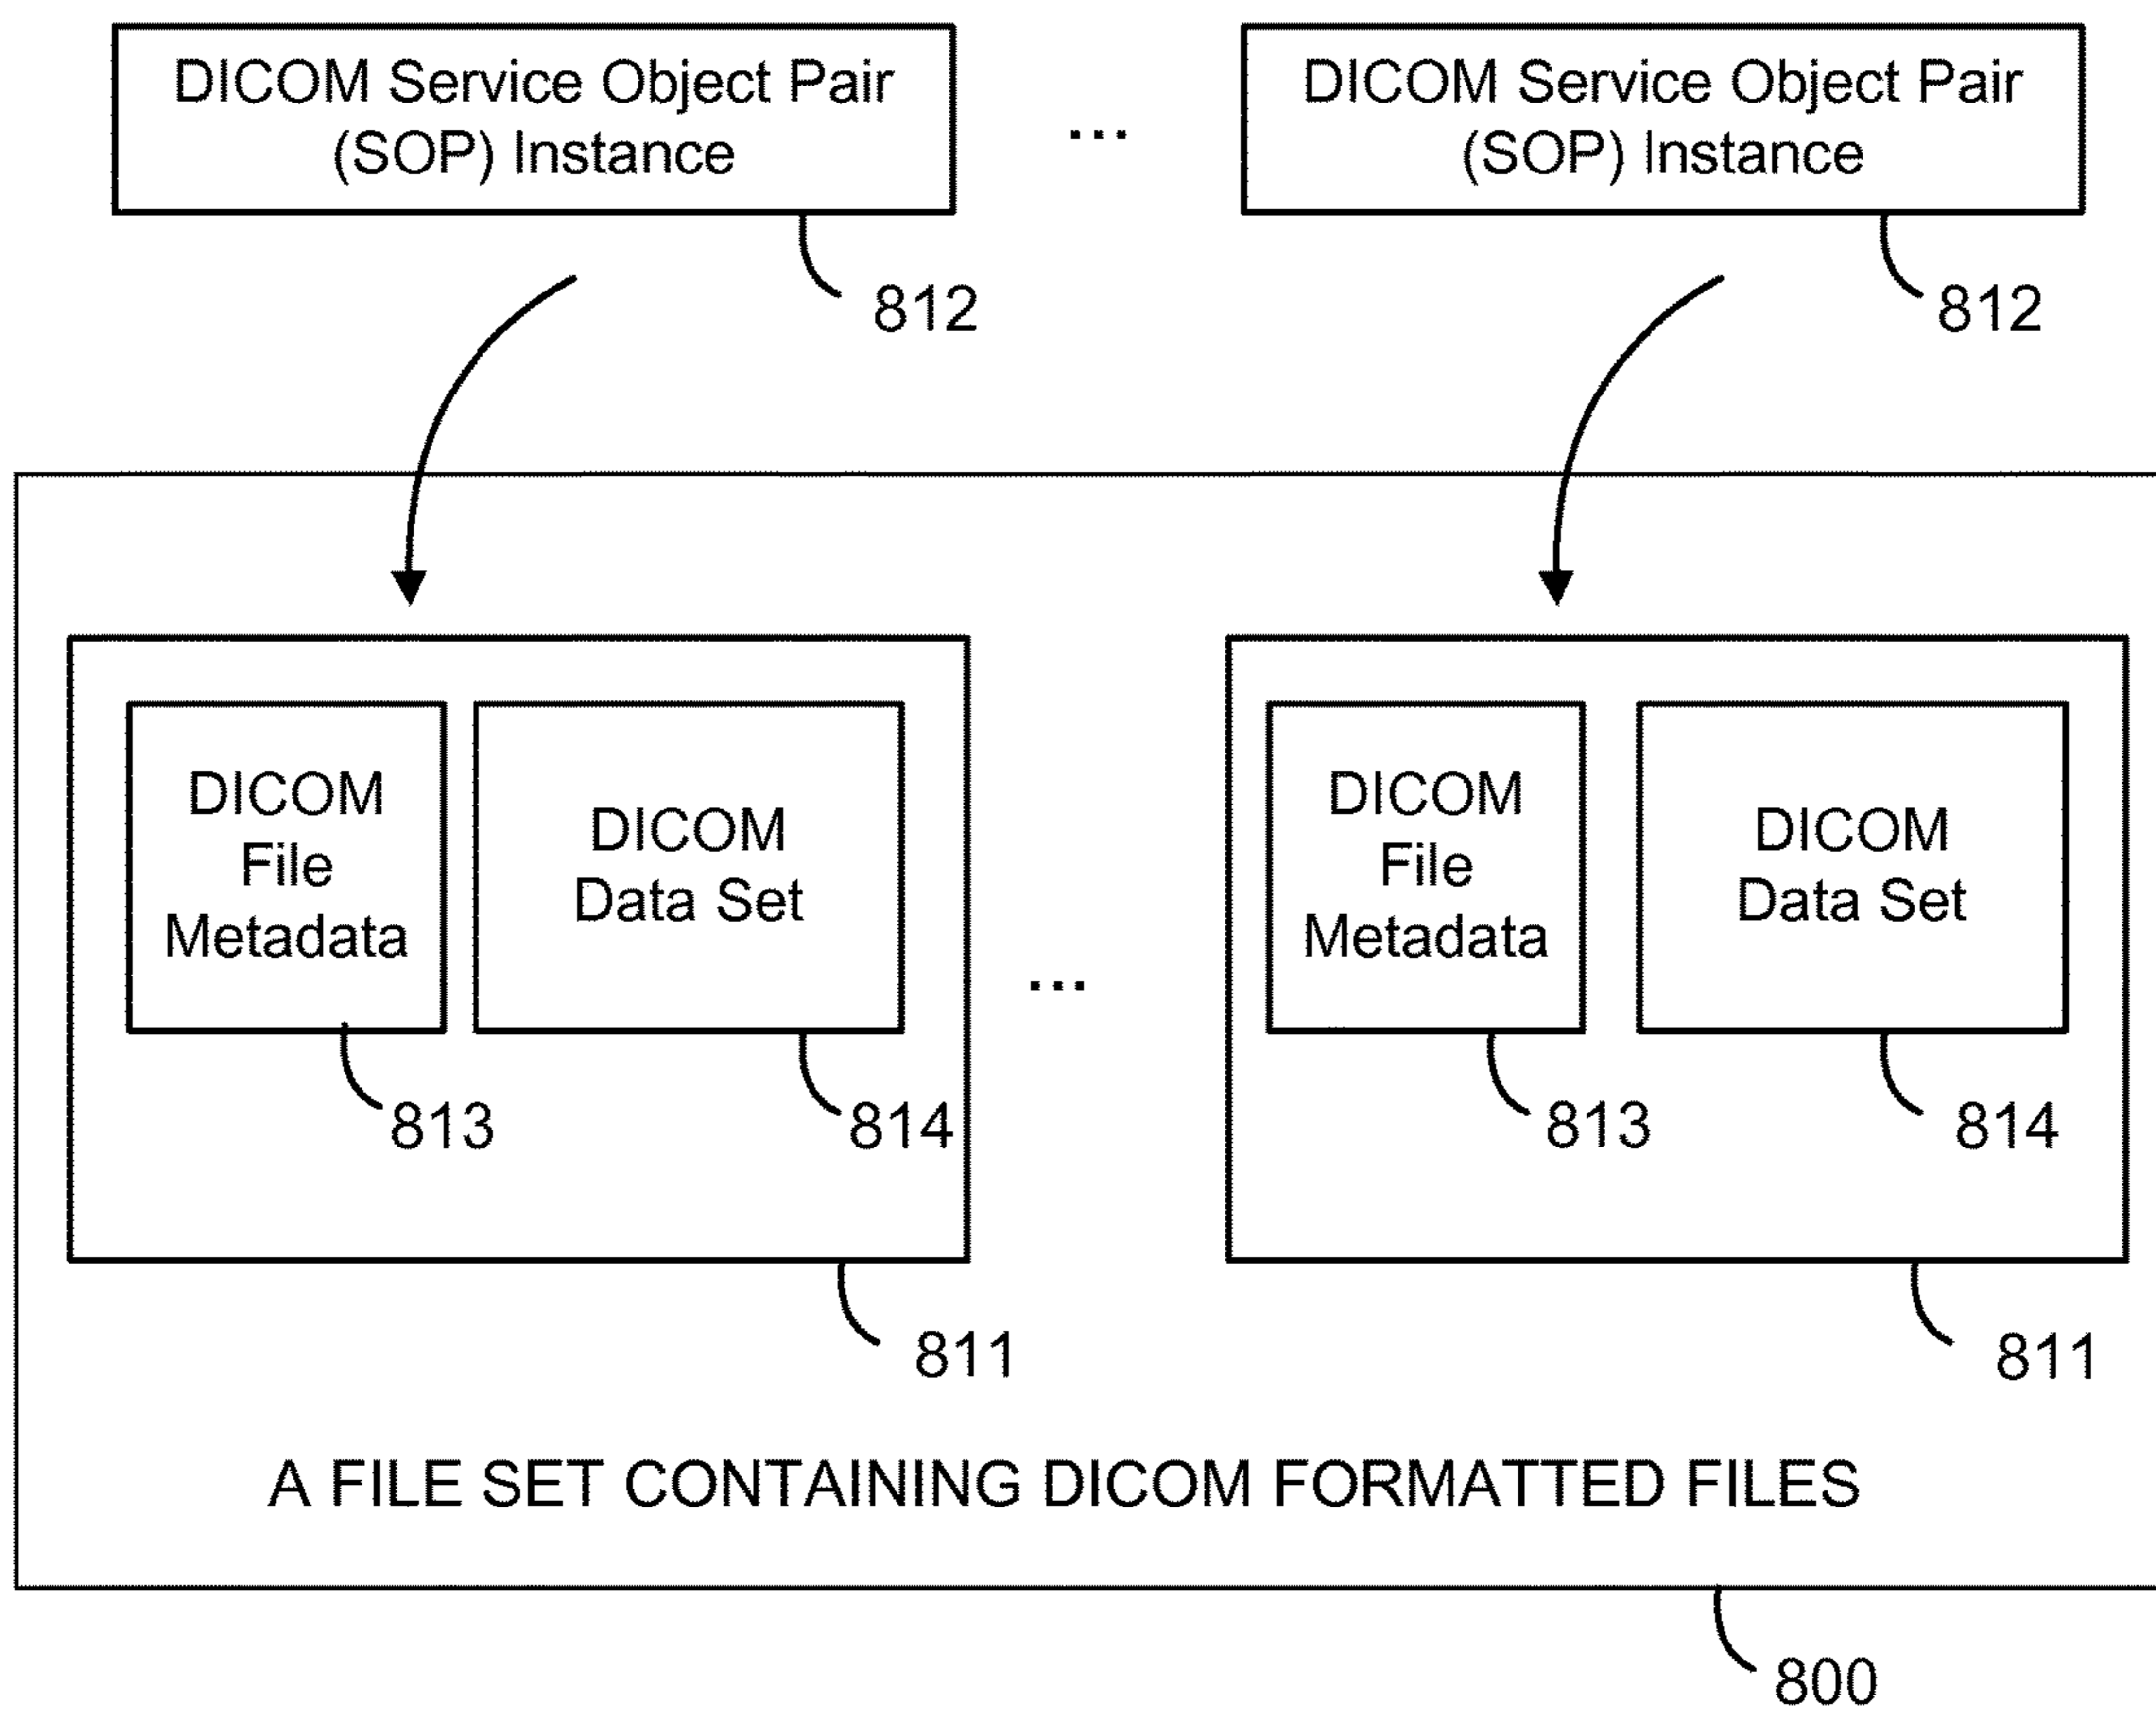 DICOM Service Object Pair
(SOP) Instance
812
...
DICOM Service Object Pair
(SOP) Instance
812
DICOM
File
Metadata
813
DICOM
Data Set
814
811
...
DICOM
File
Metadata
813
DICOM
Data Set
814
811
A FILE SET CONTAINING DICOM FORMATTED FILES
800